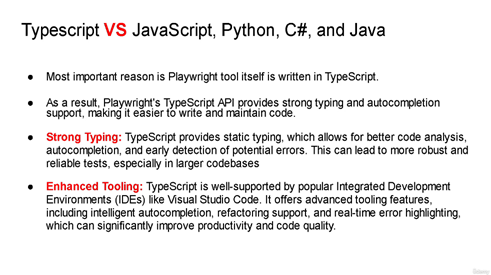 Typescript VS JavaScript, Python, C#, and Java
● Most important reason is Playwright tool itself is written in TypeScript.
● As a result, Playwright's TypeScript API provides strong typing and autocompletion
support, making it easier to write and maintain code.
● Strong Typing: TypeScript provides static typing, which allows for better code analysis,
autocompletion, and early detection of potential errors. This can lead to more robust and
reliable tests, especially in larger codebases
● Enhanced Tooling: TypeScript is well-supported by popular Integrated Development
Environments (IDEs) like Visual Studio Code. It offers advanced tooling features,
including intelligent autocompletion, refactoring support, and real-time error highlighting,
which can significantly improve productivity and code quality.
Udemy